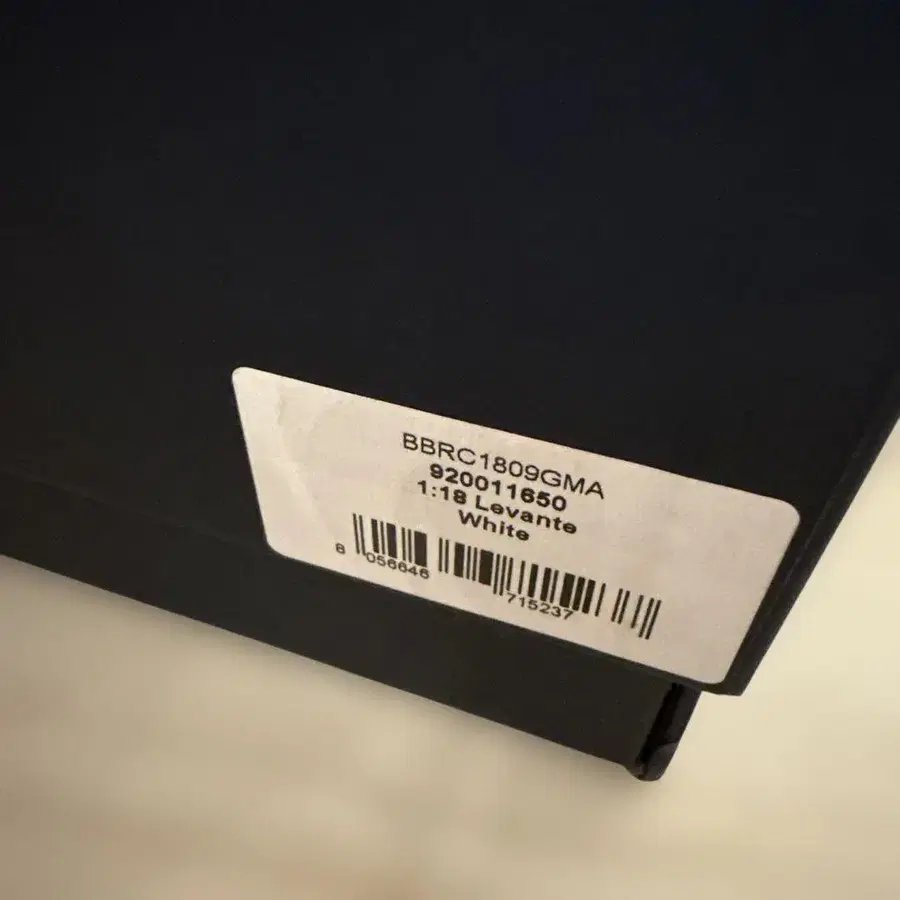 BBRC1809GMA
920011650
1:18 Levante
White
8 056646 715237